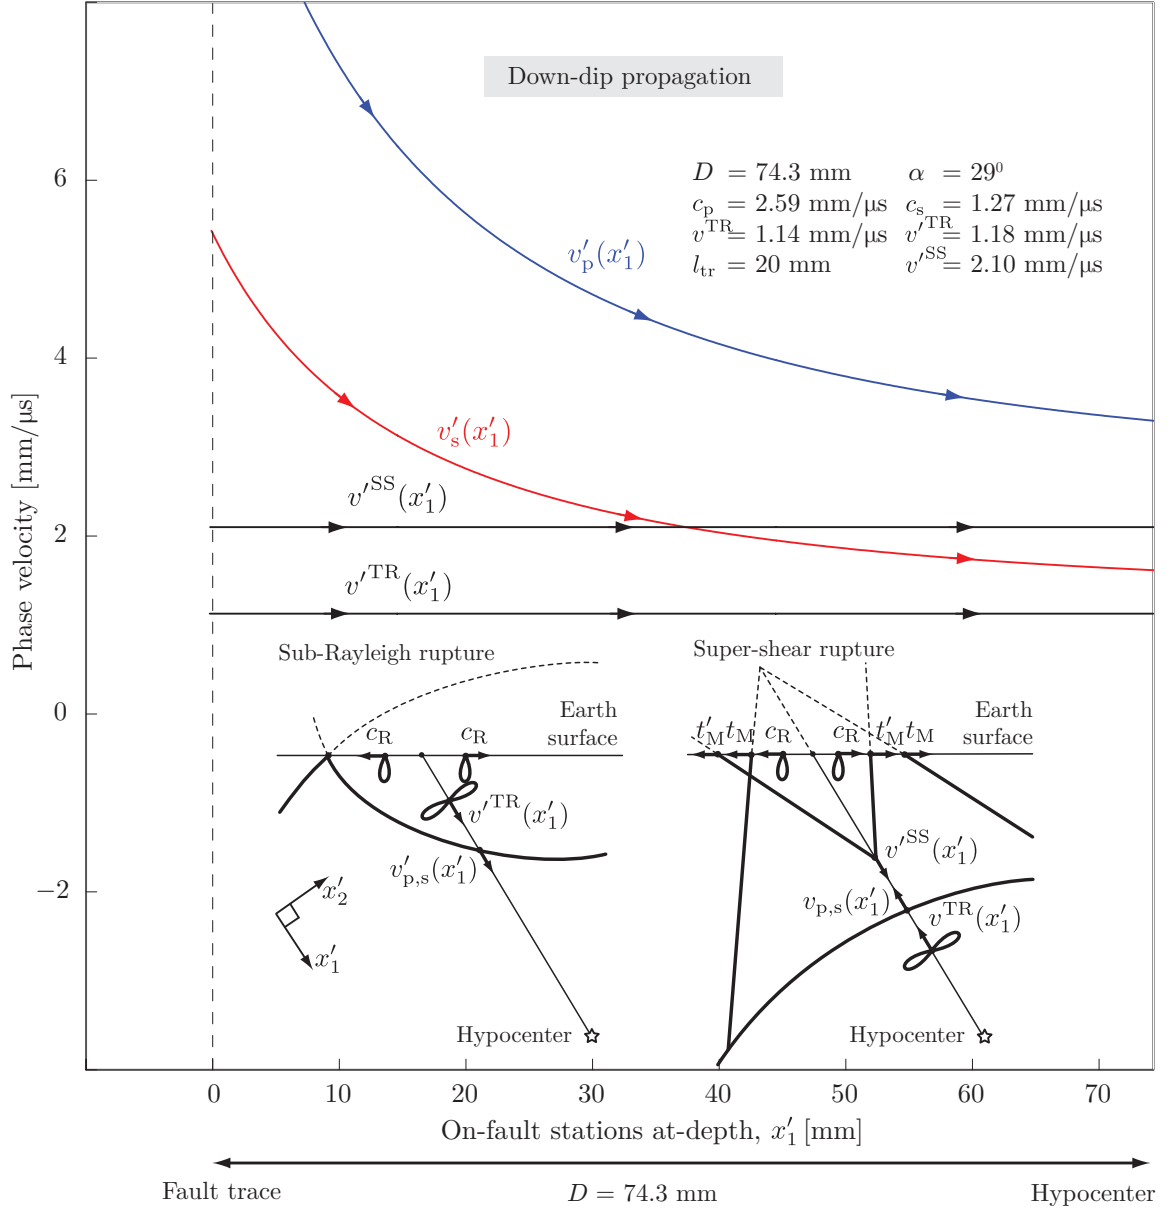 Down-dip propagation
6
D = 74.3 mm α = 29⁰
c_p = 2.59 mm/μs c_s = 1.27 mm/μs
v^TR = 1.14 mm/μs v′^TR = 1.18 mm/μs
l_tr = 20 mm v′^SS = 2.10 mm/μs
v′_p(x′_1)
4
v′_s(x′_1)
v′^SS(x′_1)
2
v′^TR(x′_1)
Phase velocity [mm/μs]
Sub-Rayleigh rupture
Super-shear rupture
0
Earth
surface
c_R c_R
Earth
surface
t′_M t_M c_R c_R t′_M t_M
v′^TR(x′_1)
v′^SS(x′_1)
v′_p,s(x′_1)
−2
x′_2
x′_1
v_p,s(x′_1)
v^TR(x′_1)
Hypocenter
Hypocenter
0 10 20 30 40 50 60 70
On-fault stations at-depth, x′_1 [mm]
Fault trace D = 74.3 mm Hypocenter